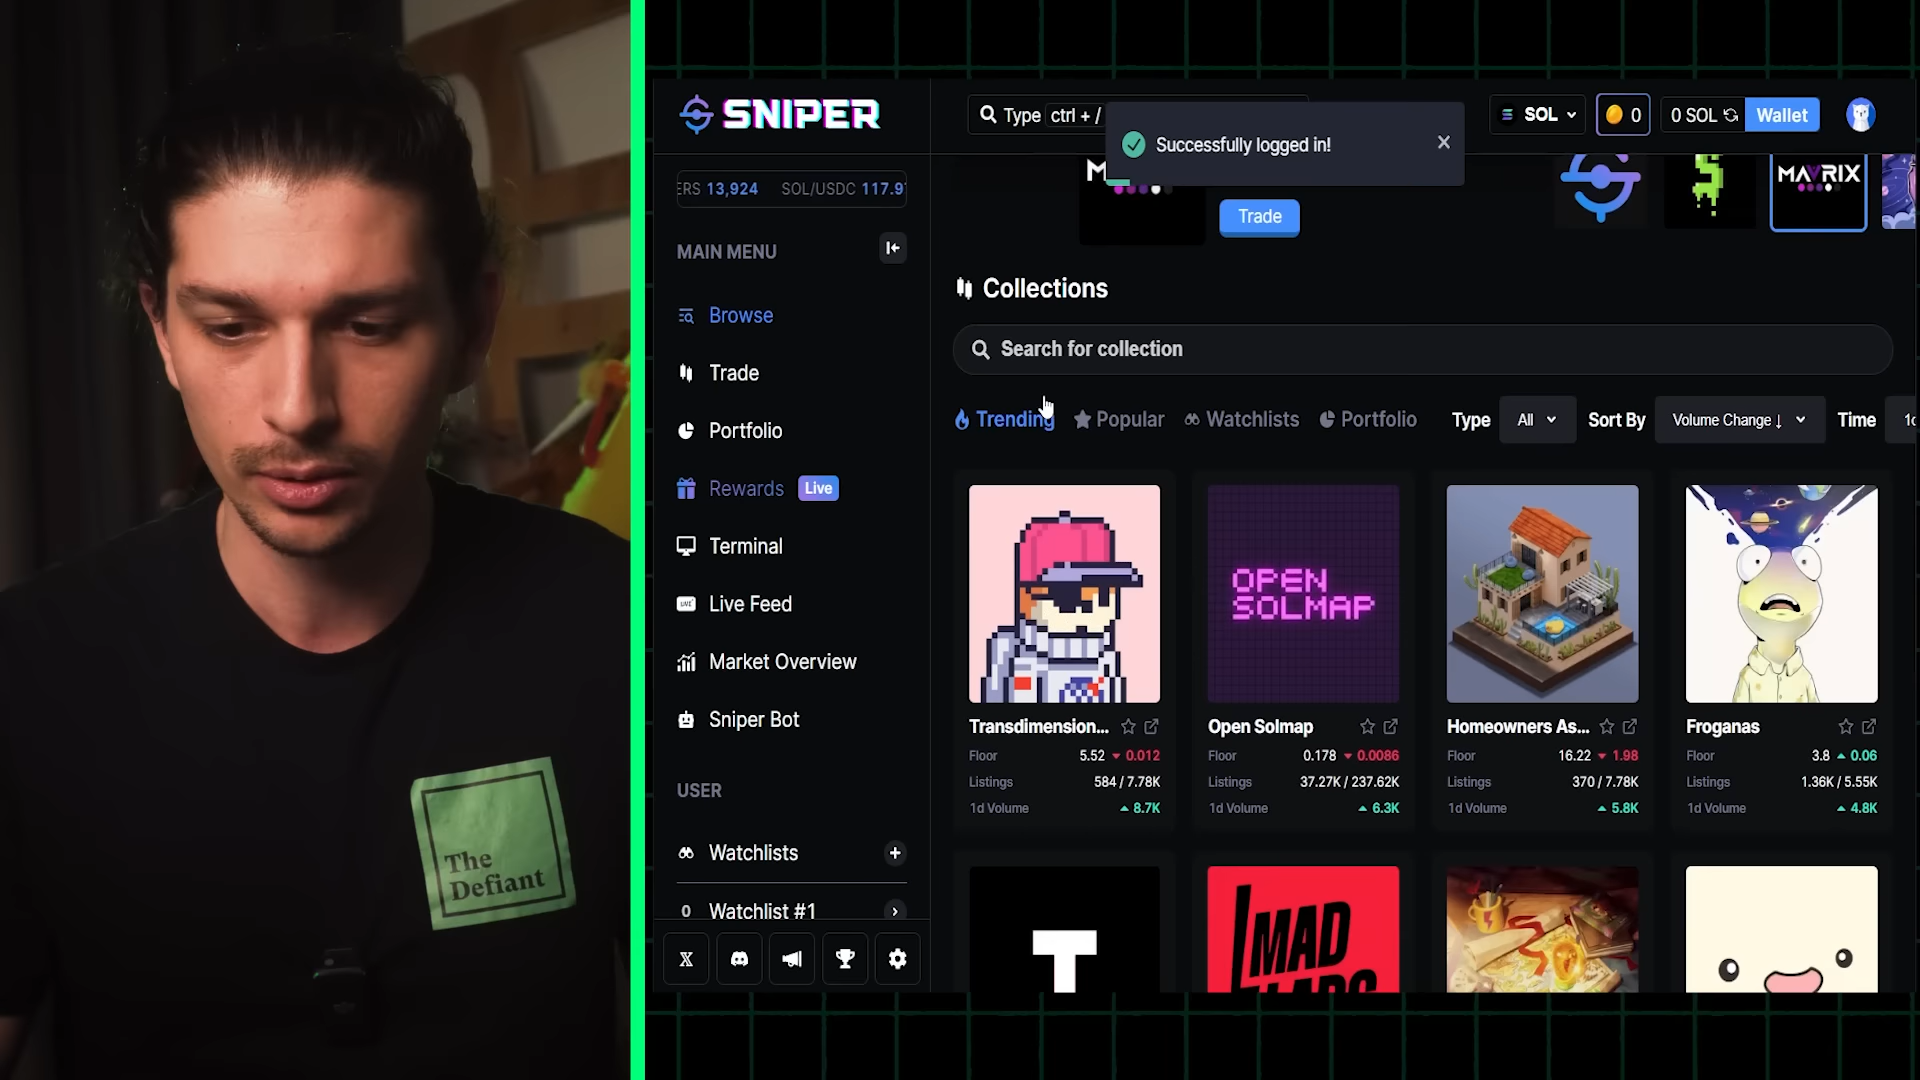 The
Defiant
SNIPER
Type ctrl + /
Successfully logged in!
SOL
0
0 SOL
Wallet
ERS 13,924 SOL/USDC 117.9
MAIN MENU
Browse
Trade
Portfolio
Rewards Live
Terminal
Live Feed
Market Overview
Sniper Bot
USER
Watchlists
0 Watchlist #1
Trade
MAVRIX
Collections
Search for collection
Trending Popular Watchlists Portfolio Type All Sort By Volume Change ↓ Time 1d
OPEN
SOLMAP
Transdimension...
Floor 5.52 0.012
Listings 584 / 7.78K
1d Volume 8.7K
Open Solmap
Floor 0.178 0.0086
Listings 37.27K / 237.62K
1d Volume 6.3K
Homeowners As...
Floor 16.22 1.98
Listings 370 / 7.78K
1d Volume 5.8K
Froganas
Floor 3.8 0.06
Listings 1.36K / 5.55K
1d Volume 4.8K
T
MAD